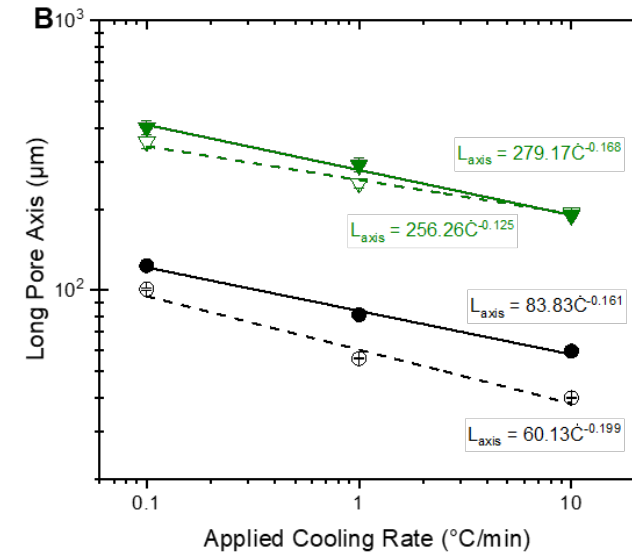 B
10³
L_axis = 279.17Ċ^-0.168
L_axis = 256.26Ċ^-0.125
10²
L_axis = 83.83Ċ^-0.161
L_axis = 60.13Ċ^-0.199
Long Pore Axis (µm)
0.1 1 10
Applied Cooling Rate (°C/min)